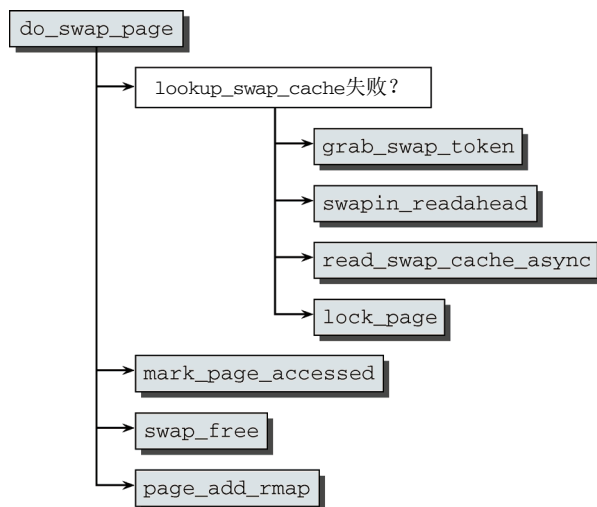 do_swap_page
lookup_swap_cache失败？
grab_swap_token
swapin_readahead
read_swap_cache_async
lock_page
mark_page_accessed
swap_free
page_add_rmap